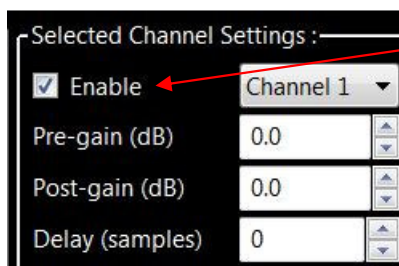 Selected Channel Settings :
Enable Channel 1
Pre-gain (dB) 0.0
Post-gain (dB) 0.0
Delay (samples) 0